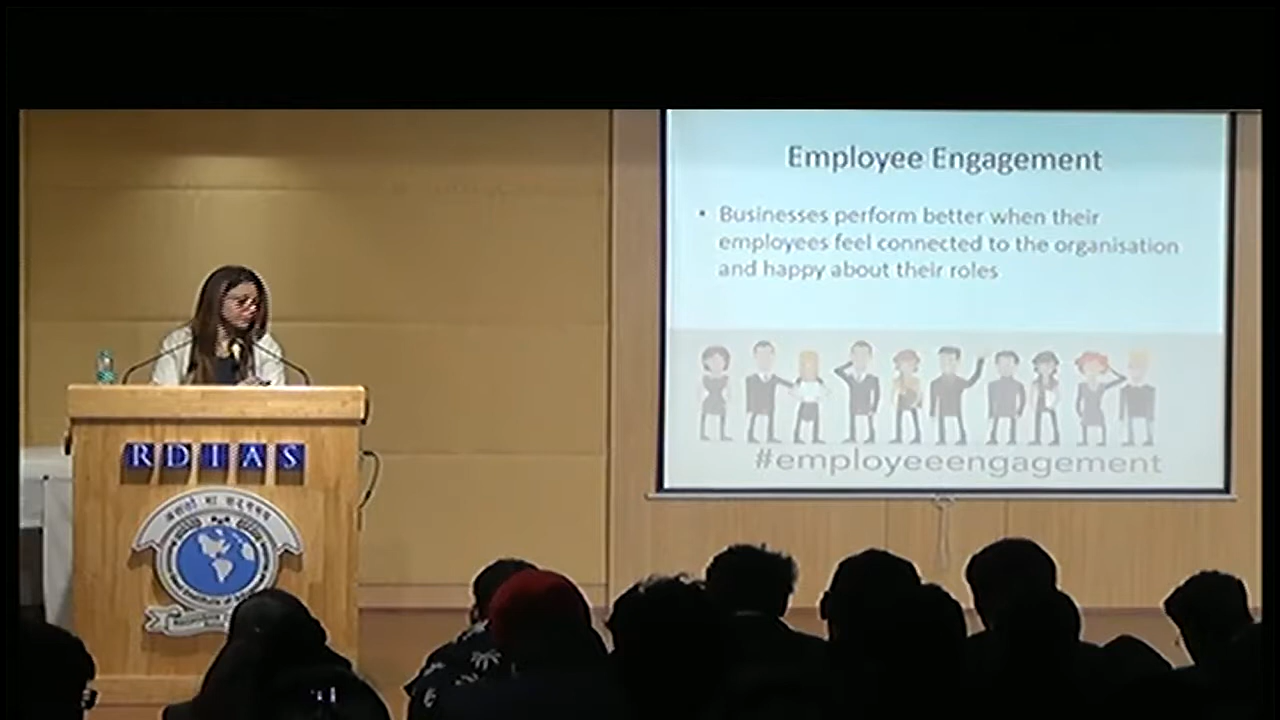 Employee Engagement
• Businesses perform better when their
employees feel connected to the organisation
and happy about their roles
#employeeengagement
RDIAS